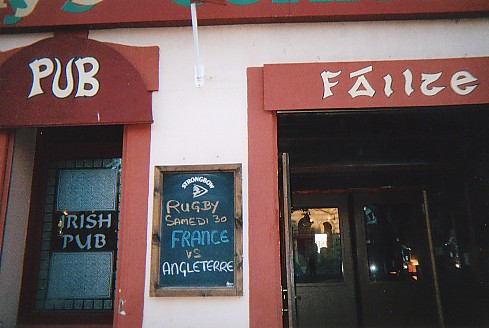 PUB
Fáilte
IRISH
PUB
STRONGBOW
RUGBY
SAMEDI 30
FRANCE
VS
ANGLETERRE